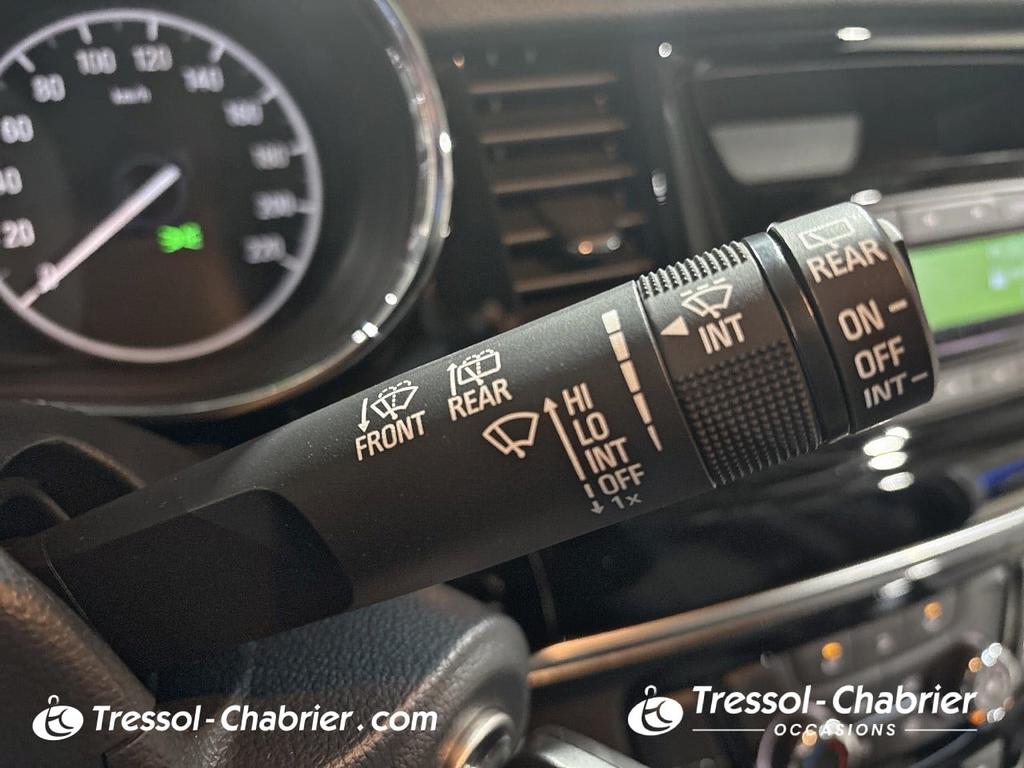 80 100 120 140
km/h
60 160
40 180
20 200
0 220
REAR
INT
ON -
OFF
INT -
FRONT
REAR
HI
LO
INT
OFF
1x
Tressol-Chabrier.com
Tressol-Chabrier
OCCASIONS